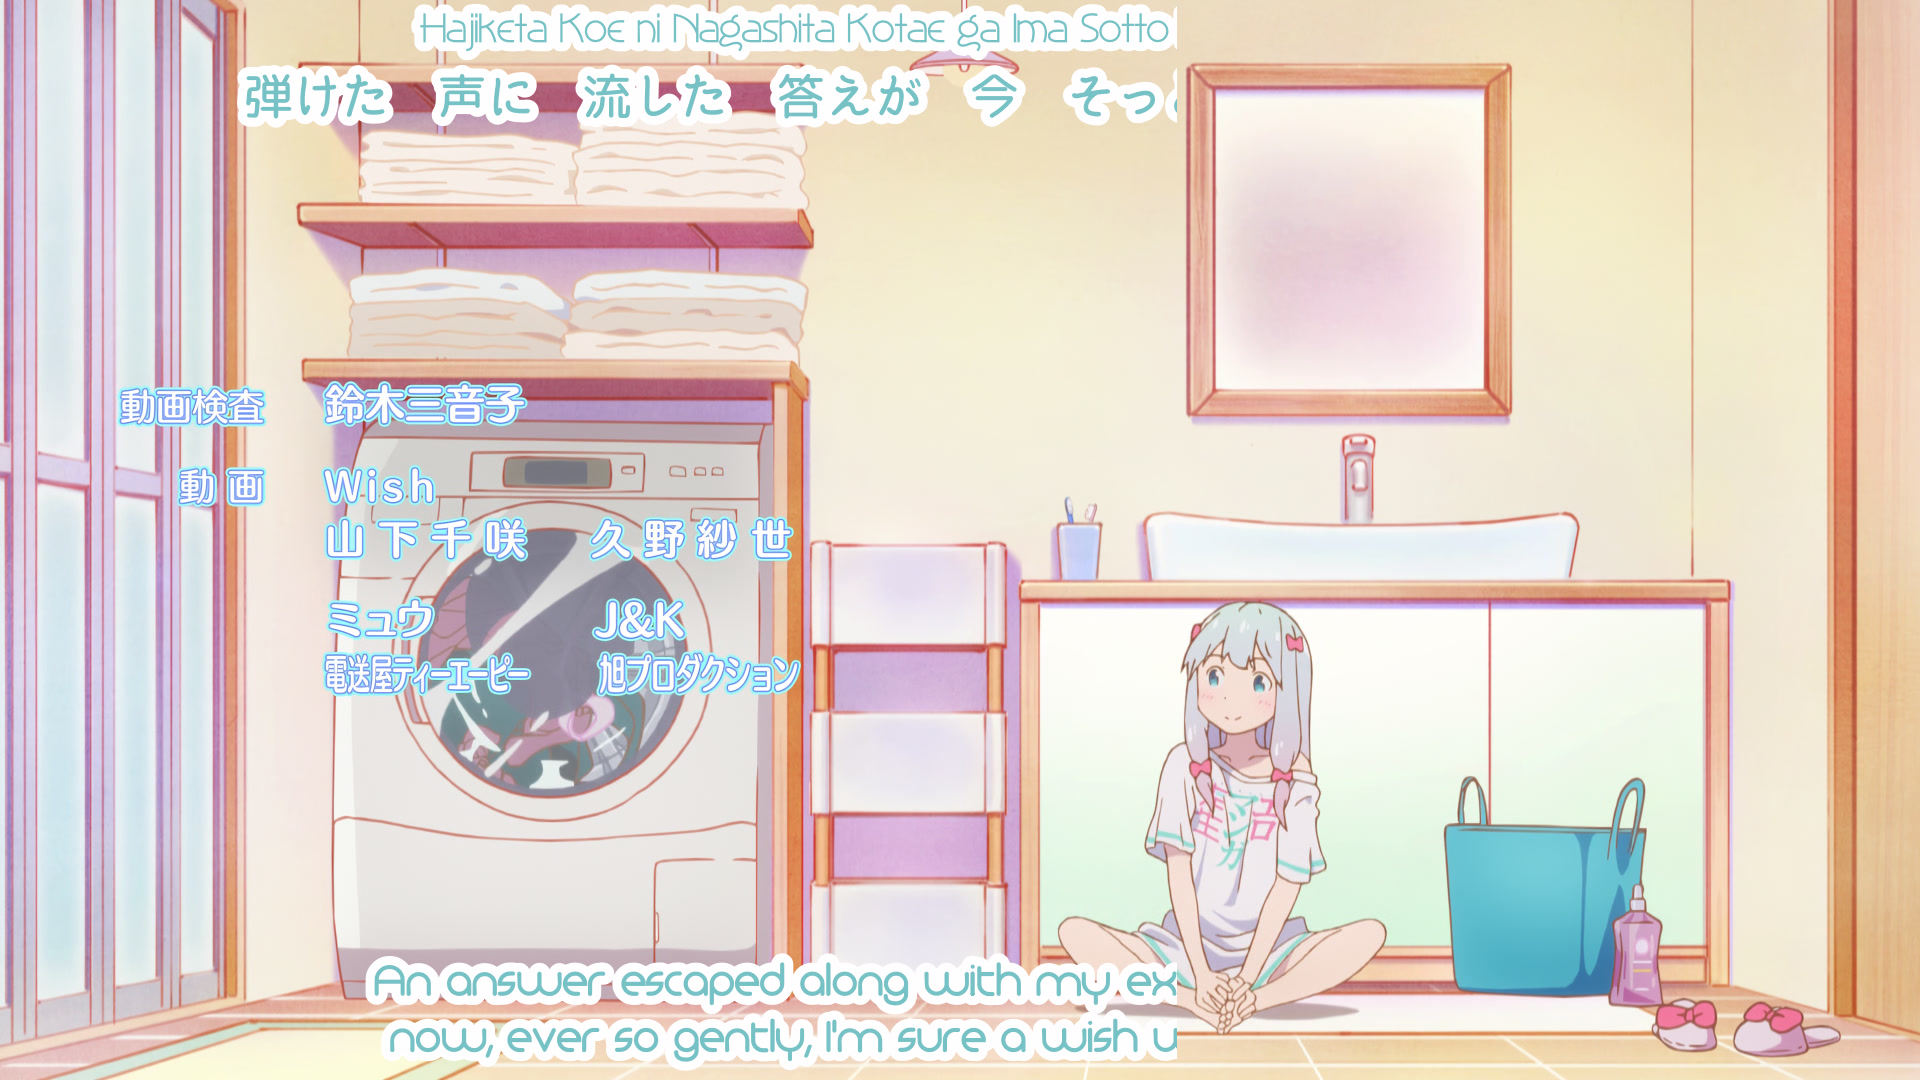 Hajiketa Koe ni Nagashita Kotae ga Ima Sotto
弾けた 声に 流した 答えが 今 そっと
動画検査 鈴木三音子
動画 Wish
山下千咲 久野紗世
ミュウ J&K
電送屋ティーエーピー 旭プロダクション
マシガ
An answer escaped along with my ex
now, ever so gently, I'm sure a wish